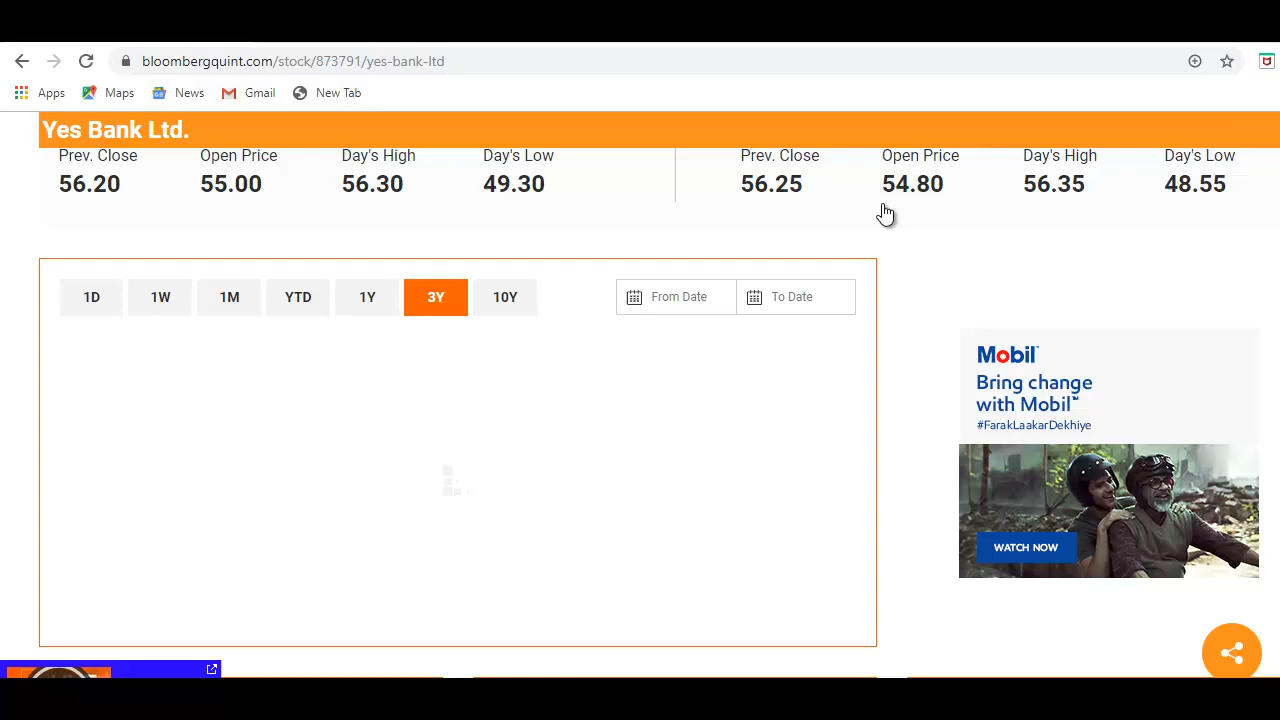 bloombergquint.com/stock/873791/yes-bank-ltd
Apps Maps News Gmail New Tab
Yes Bank Ltd.
Prev. Close Open Price Day's High Day's Low
56.20 55.00 56.30 49.30
Prev. Close Open Price Day's High Day's Low
56.25 54.80 56.35 48.55
1D 1W 1M YTD 1Y 3Y 10Y
From Date To Date
Mobil™
Bring change
with Mobil™
#FarakLaakarDekhiye
WATCH NOW